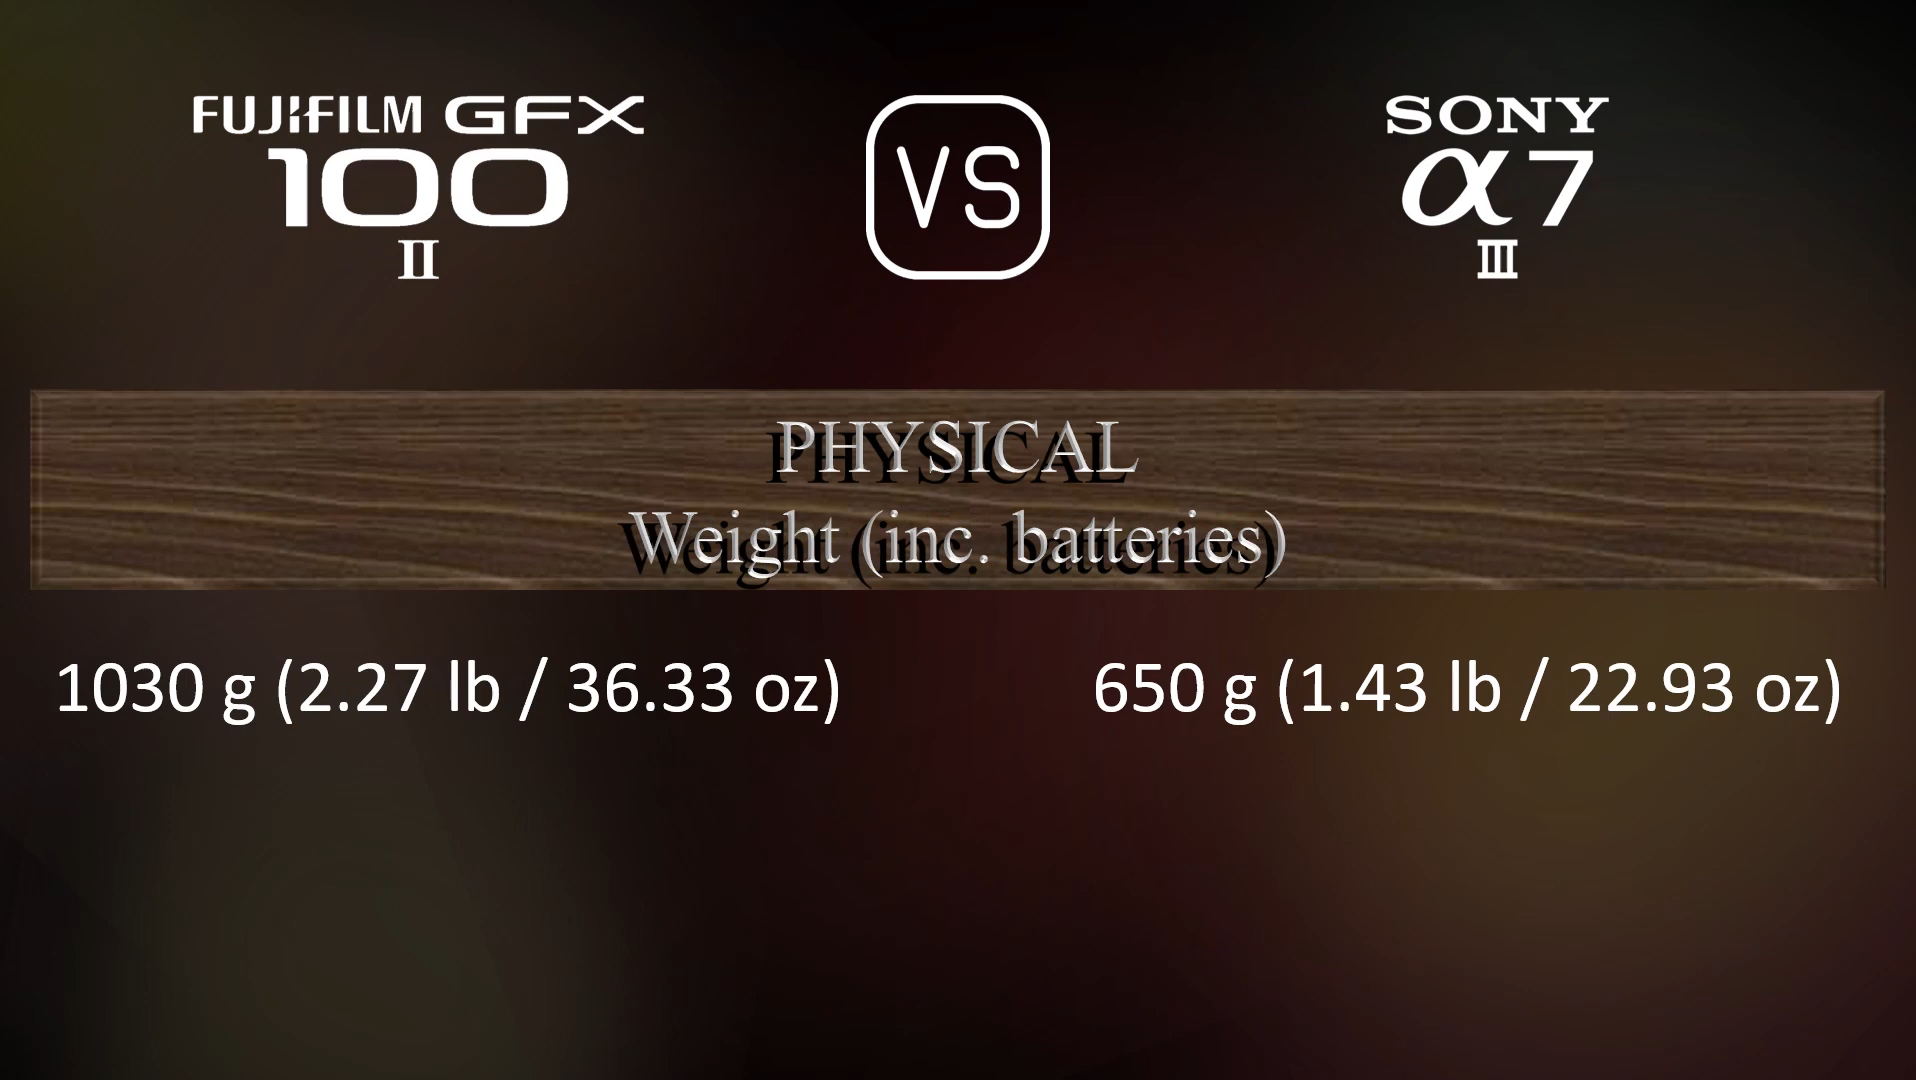 FUJIFILM GFX
100
II
VS
SONY
α7
III
PHYSICAL
Weight (inc. batteries)
1030 g (2.27 lb / 36.33 oz)
650 g (1.43 lb / 22.93 oz)